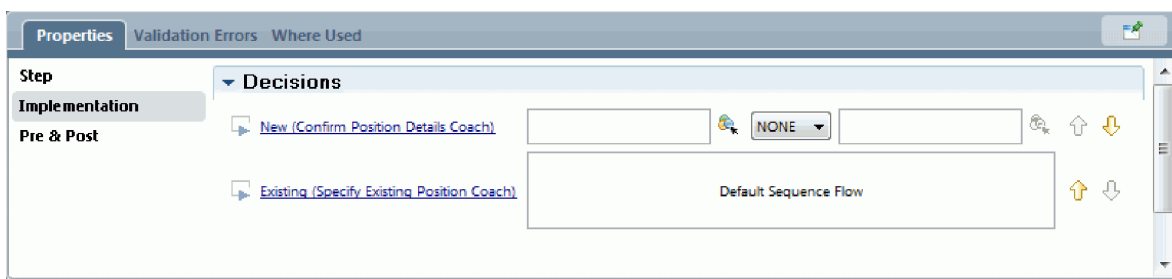 Properties Validation Errors Where Used
Step
Implementation
Pre & Post
Decisions
New (Confirm Position Details Coach) NONE
Existing (Specify Existing Position Coach) Default Sequence Flow